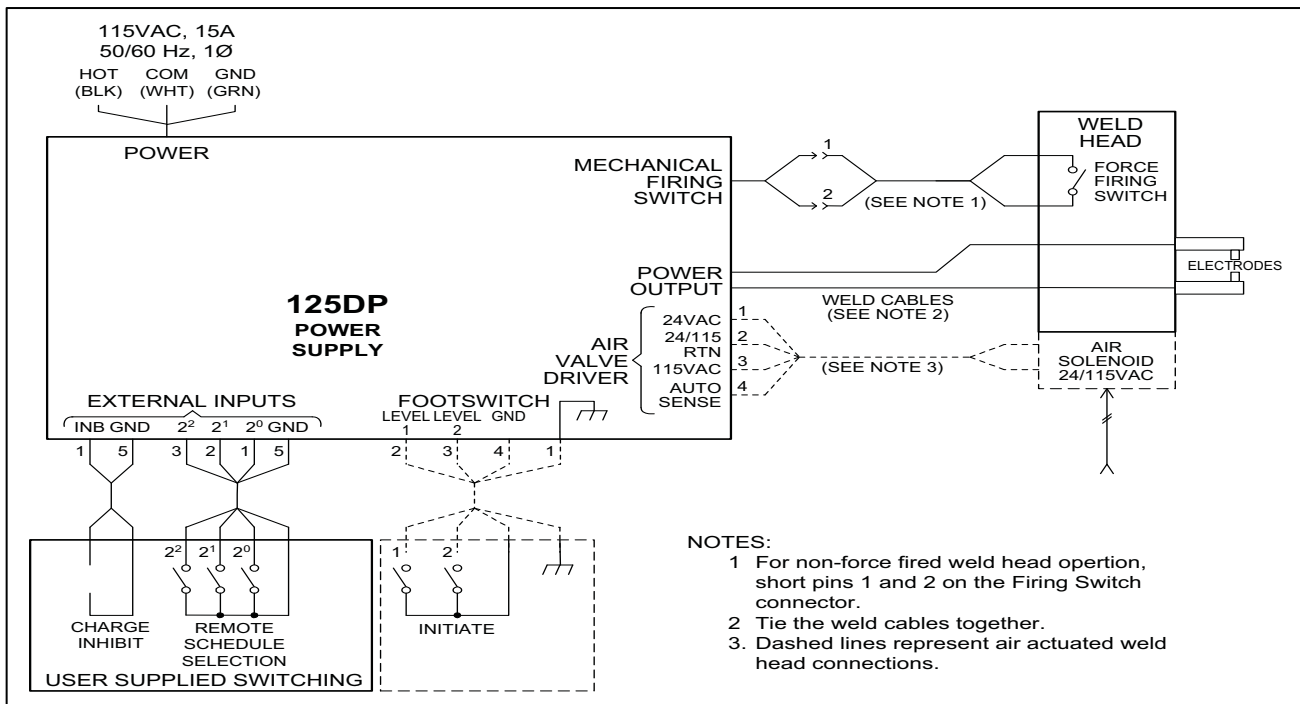 115VAC, 15A
50/60 Hz, 1Ø
HOT COM GND
(BLK) (WHT) (GRN)
POWER
MECHANICAL
FIRING
SWITCH
1
2
(SEE NOTE 1)
WELD
HEAD
FORCE
FIRING
SWITCH
POWER
OUTPUT
WELD CABLES
(SEE NOTE 2)
ELECTRODES
125DP
POWER
SUPPLY
AIR
VALVE
DRIVER
24VAC 1
24/115
RTN 2
115VAC 3
AUTO
SENSE 4
(SEE NOTE 3)
AIR
SOLENOID
24/115VAC
EXTERNAL INPUTS
INB GND 2² 2¹ 2⁰ GND
1 5 3 2 1 5
FOOTSWITCH
LEVEL LEVEL GND
1 2
2 3 4 1
2² 2¹ 2⁰
CHARGE
INHIBIT
REMOTE
SCHEDULE
SELECTION
USER SUPPLIED SWITCHING
1 2
INITIATE
NOTES:
1 For non-force fired weld head opertion,
short pins 1 and 2 on the Firing Switch
connector.
2 Tie the weld cables together.
3. Dashed lines represent air actuated weld
head connections.